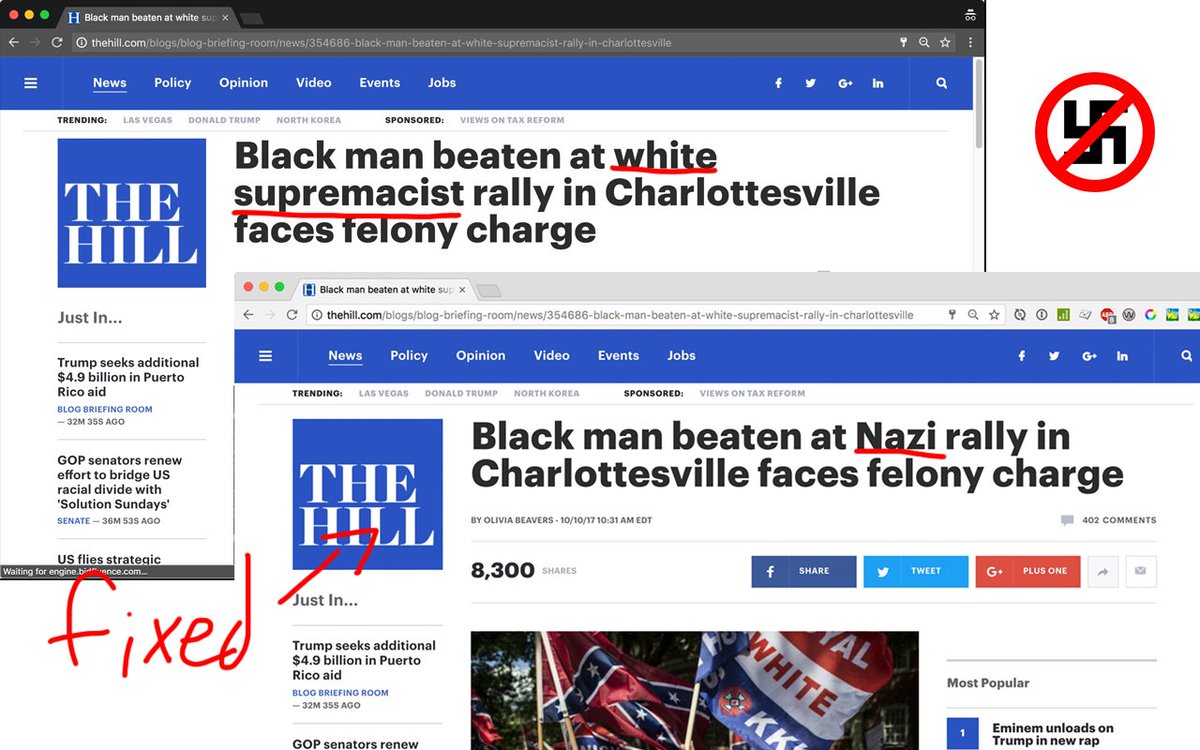 Black man beaten at white sup
thehill.com/blogs/blog-briefing-room/news/354686-black-man-beaten-at-white-supremacist-rally-in-charlottesville
News Policy Opinion Video Events Jobs
TRENDING: LAS VEGAS DONALD TRUMP NORTH KOREA SPONSORED: VIEWS ON TAX REFORM
THE
HILL
Black man beaten at white
supremacist rally in Charlottesville
faces felony charge
Just In...
Trump seeks additional
$4.9 billion in Puerto
Rico aid
BLOG BRIEFING ROOM
— 32M 35S AGO
GOP senators renew
effort to bridge US
racial divide with
'Solution Sundays'
SENATE — 36M 53S AGO
US flies strategic
Waiting for engine.bidfluence.com...
fixed
Black man beaten at white sup
thehill.com/blogs/blog-briefing-room/news/354686-black-man-beaten-at-white-supremacist-rally-in-charlottesville
News Policy Opinion Video Events Jobs
TRENDING: LAS VEGAS DONALD TRUMP NORTH KOREA SPONSORED: VIEWS ON TAX REFORM
THE
HILL
Black man beaten at Nazi rally in
Charlottesville faces felony charge
BY OLIVIA BEAVERS - 10/10/17 10:31 AM EDT
402 COMMENTS
8,300 SHARES
SHARE
TWEET
G+ PLUS ONE
Just In...
Trump seeks additional
$4.9 billion in Puerto
Rico aid
BLOG BRIEFING ROOM
— 32M 35S AGO
GOP senators renew
YAL
WHITE
KKK
Most Popular
1 Eminem unloads on
Trump in new rap